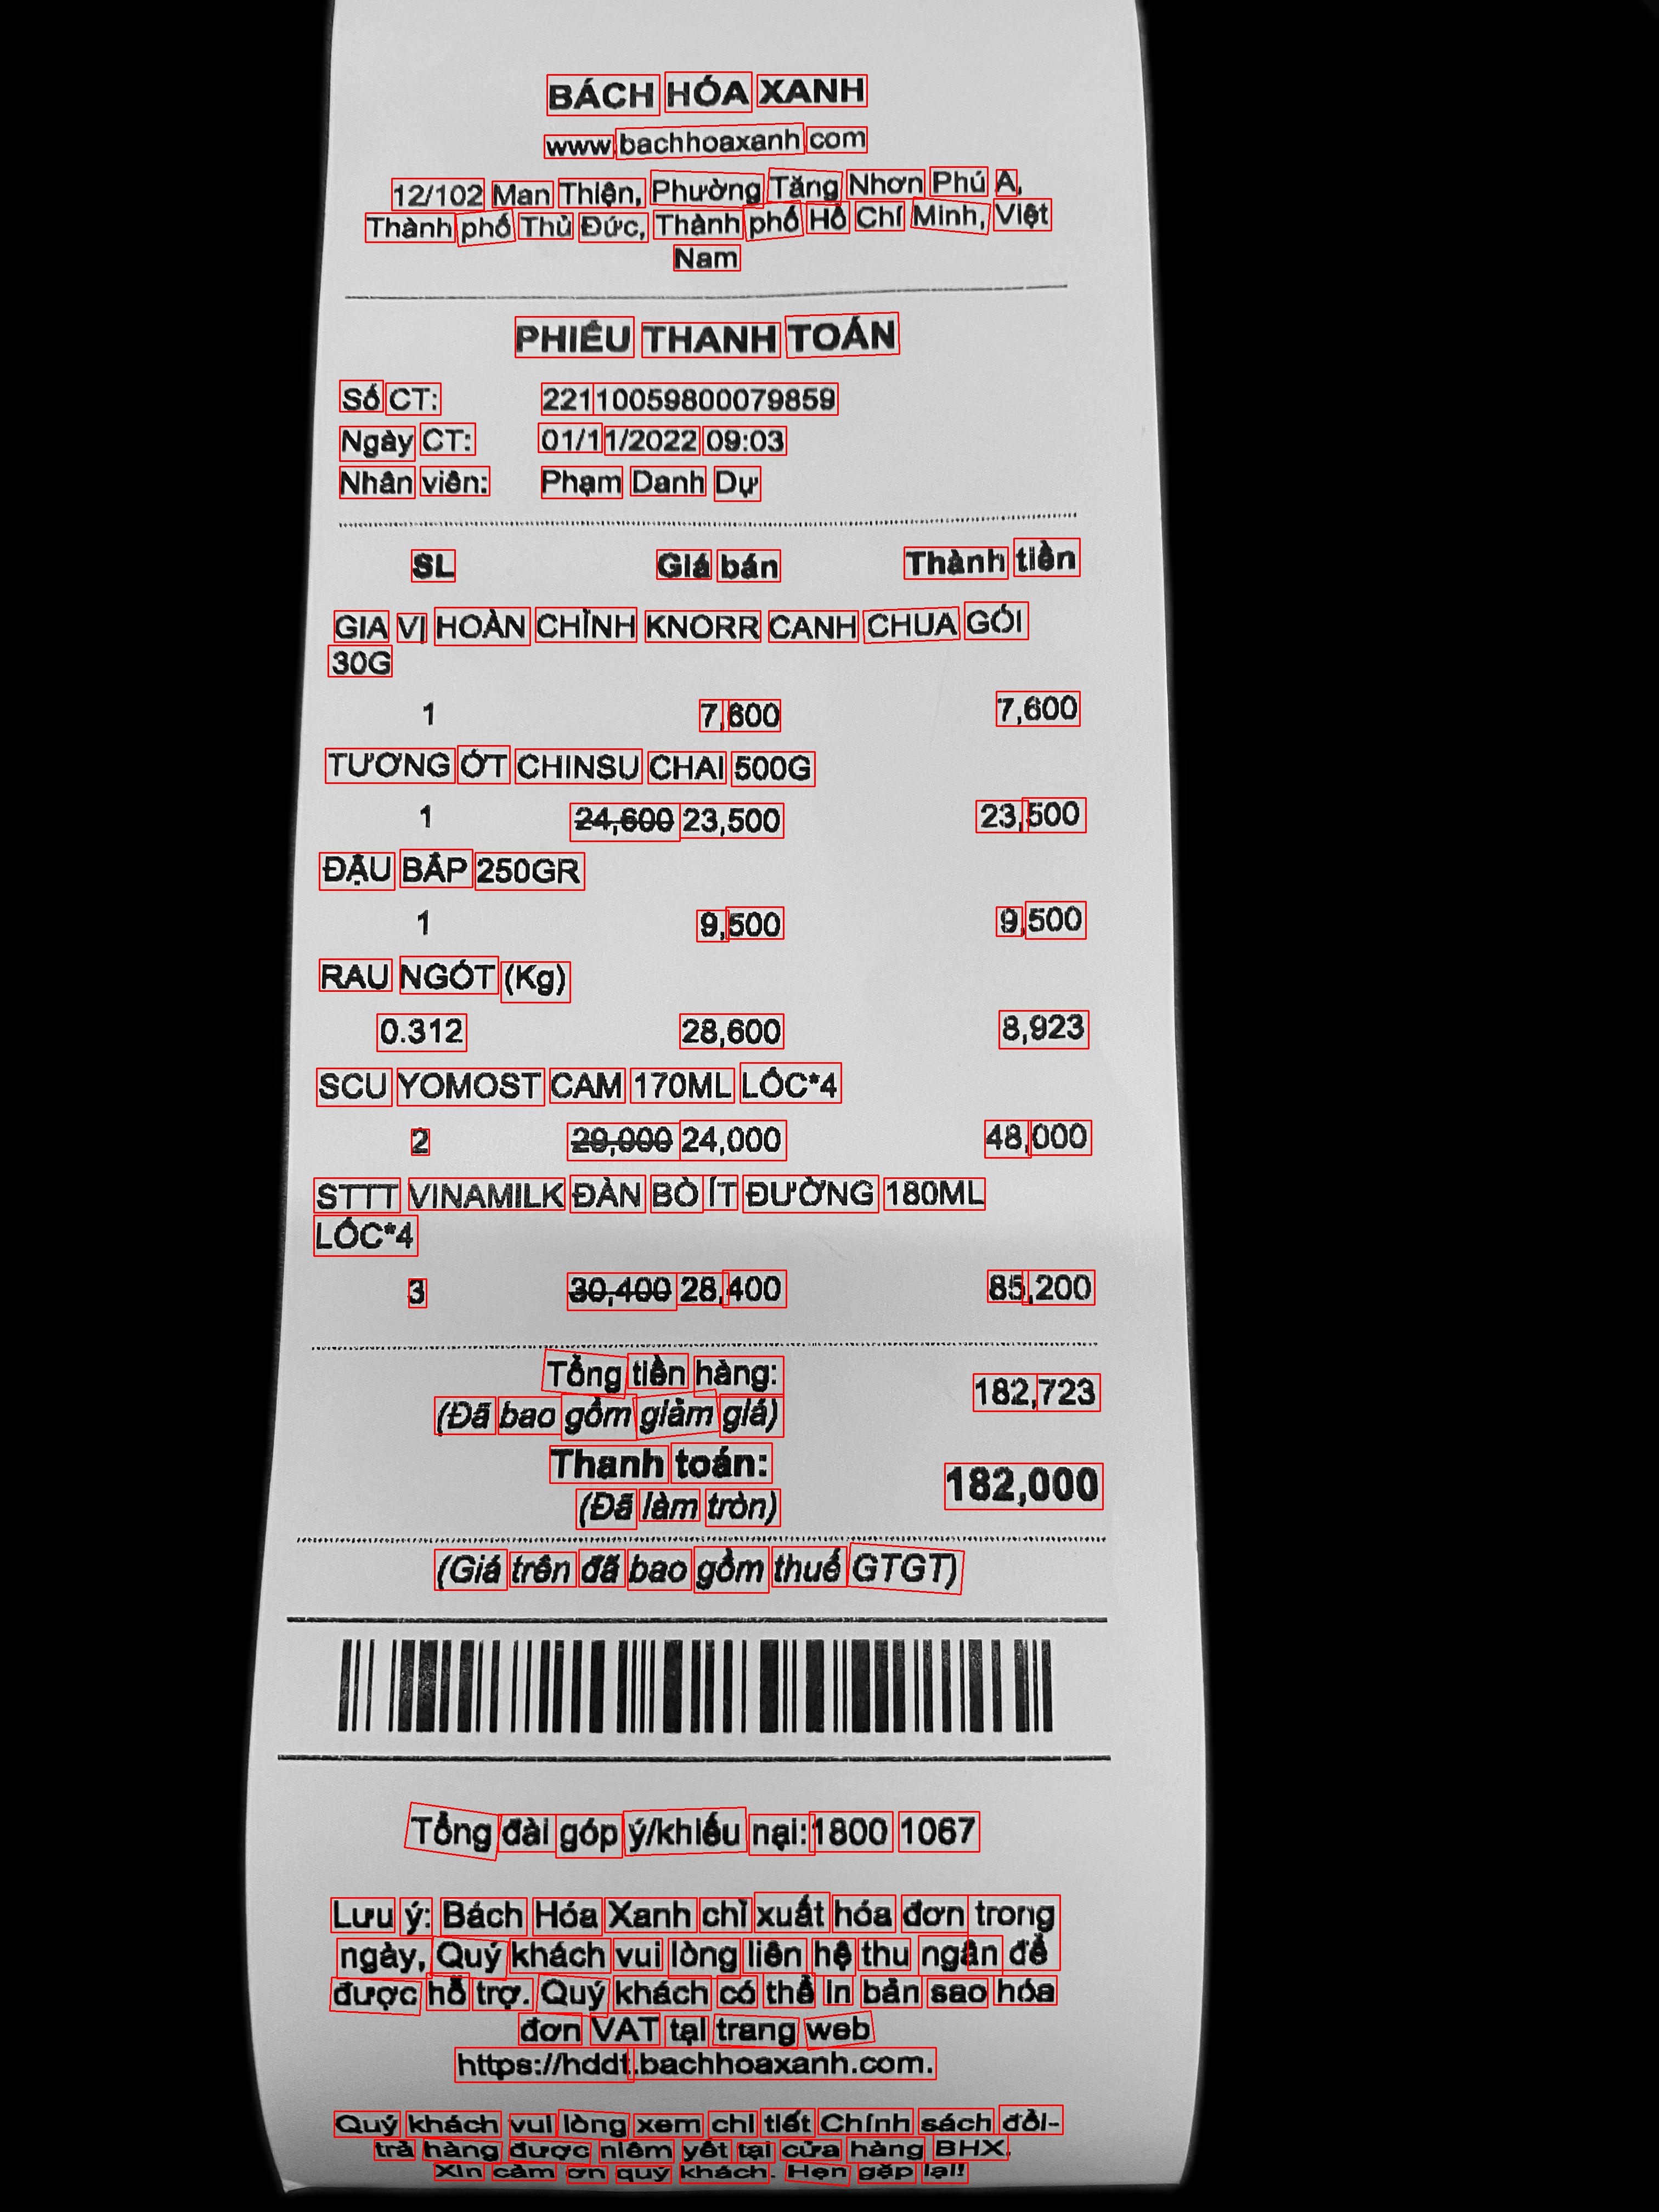 BÁCH HÓA XANH
www.bachhoaxanh.com
12/102 Man Thiện, Phường Tăng Nhơn Phú A,
Thành phố Thủ Đức, Thành phố Hồ Chí Minh, Việt
Nam
PHIẾU THANH TOÁN
Số CT: 22110059800079859
Ngày CT: 01/11/2022 09:03
Nhân viên: Phạm Danh Dự
SL Giá bán Thành tiền
GIA VỊ HOÀN CHỈNH KNORR CANH CHUA GÓI
30G
1 7,600 7,600
TƯƠNG ỚT CHINSU CHAI 500G
1 24,600 23,500 23,500
ĐẬU BẮP 250GR
1 9,500 9,500
RAU NGÓT (Kg)
0.312 28,600 8,923
SCU YOMOST CAM 170ML LỐC*4
2 29,000 24,000 48,000
STTT VINAMILK ĐÀN BÒ ÍT ĐƯỜNG 180ML
LỐC*4
3 30,400 28,400 85,200
Tổng tiền hàng: 182,723
(Đã bao gồm giảm giá)
Thanh toán: 182,000
(Đã làm tròn)
(Giá trên đã bao gồm thuế GTGT)
Tổng đài góp ý/khiếu nại: 1800 1067
Lưu ý: Bách Hóa Xanh chỉ xuất hóa đơn trong
ngày, Quý khách vui lòng liên hệ thu ngân để
được hỗ trợ. Quý khách có thể in bản sao hóa
đơn VAT tại trang web
https://hddt.bachhoaxanh.com.
Quý khách vui lòng xem chi tiết Chính sách đổi-
trả hàng được niêm yết tại cửa hàng BHX.
Xin cảm ơn quý khách. Hẹn gặp lại!